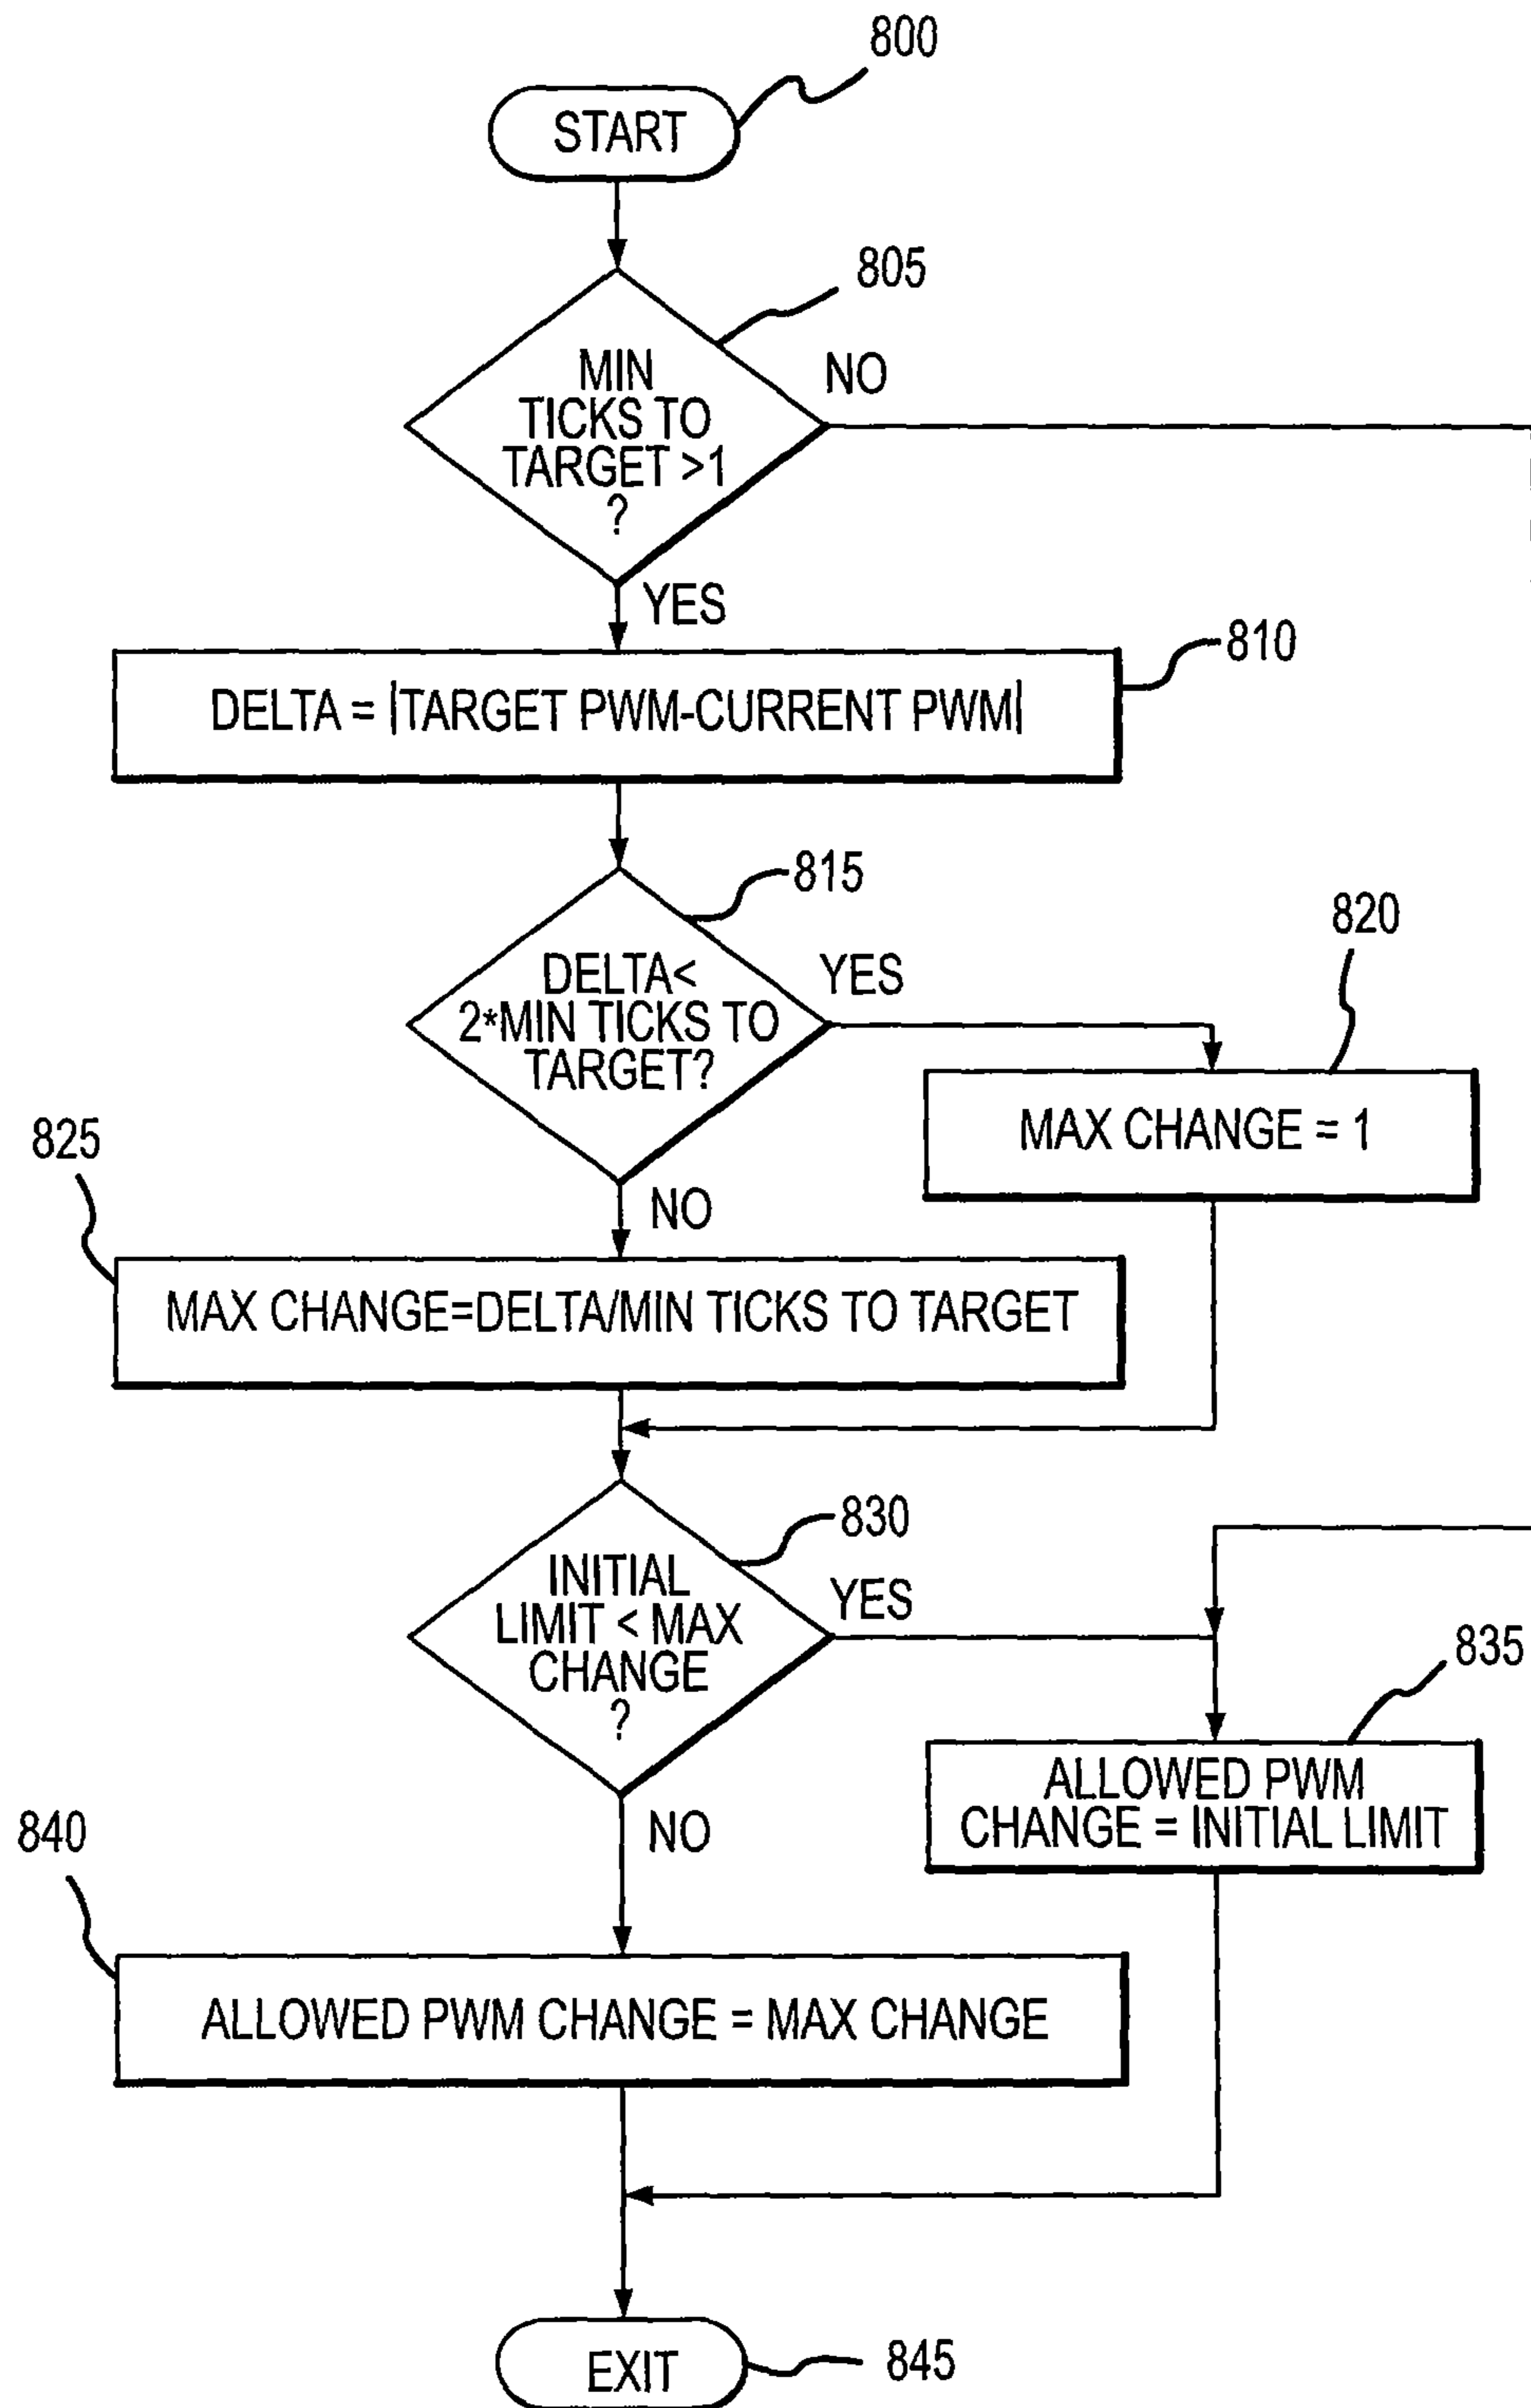 800
START
805
MIN
TICKS TO
TARGET >1
?
NO
YES
810
DELTA = |TARGET PWM-CURRENT PWM|
815
DELTA<
2*MIN TICKS TO
TARGET?
YES
820
MAX CHANGE = 1
825
NO
MAX CHANGE=DELTA/MIN TICKS TO TARGET
830
INITIAL
LIMIT < MAX
CHANGE
?
YES
835
ALLOWED PWM
CHANGE = INITIAL LIMIT
NO
840
ALLOWED PWM CHANGE = MAX CHANGE
EXIT
845